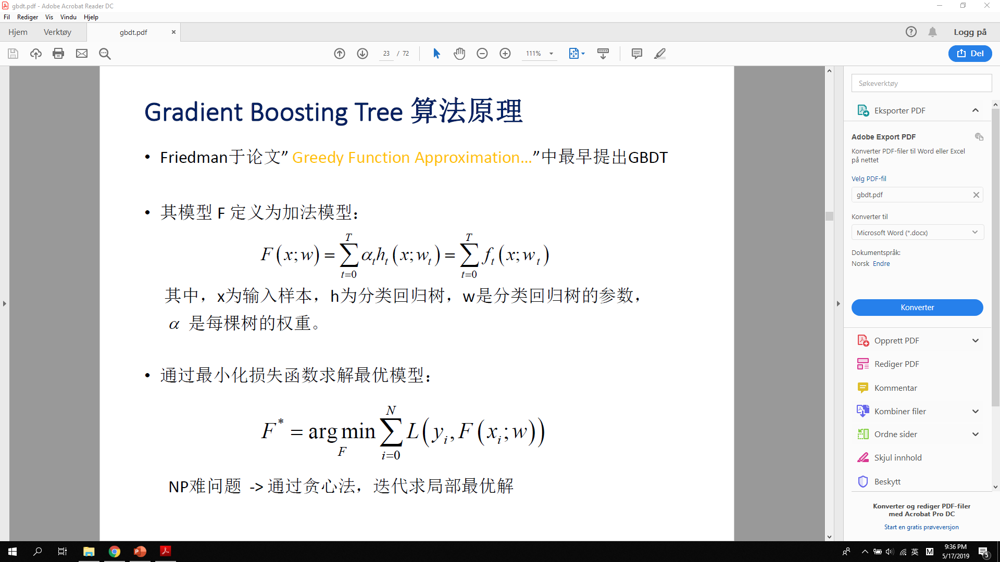 gbdt.pdf - Adobe Acrobat Reader DC
Fil Rediger Vis Vindu Hjelp
Hjem Verktøy gbdt.pdf × Logg på
23 / 72 111% Del
Gradient Boosting Tree 算法原理
• Friedman于论文” Greedy Function Approximation...”中最早提出GBDT
• 其模型 F 定义为加法模型：
F(x;w) = ∑_{t=0}^{T} α_t h_t(x;w_t) = ∑_{t=0}^{T} f_t(x;w_t)
其中，x为输入样本，h为分类回归树，w是分类回归树的参数，
α 是每棵树的权重。
• 通过最小化损失函数求解最优模型：
F* = arg min_F ∑_{i=0}^{N} L(y_i, F(x_i;w))
NP难问题 -> 通过贪心法，迭代求局部最优解
Søkeverktøy
Eksporter PDF
Adobe Export PDF
Konverter PDF-filer til Word eller Excel
på nettet
Velg PDF-fil
gbdt.pdf
Konverter til
Microsoft Word (*.docx)
Dokumentspråk:
Norsk Endre
Konverter
Opprett PDF
Rediger PDF
Kommentar
Kombiner filer
Ordne sider
Skjul innhold
Beskytt
Konverter og rediger PDF-filer
med Acrobat Pro DC
Start en gratis prøveversjon
英 M 9:36 PM
5/17/2019 5